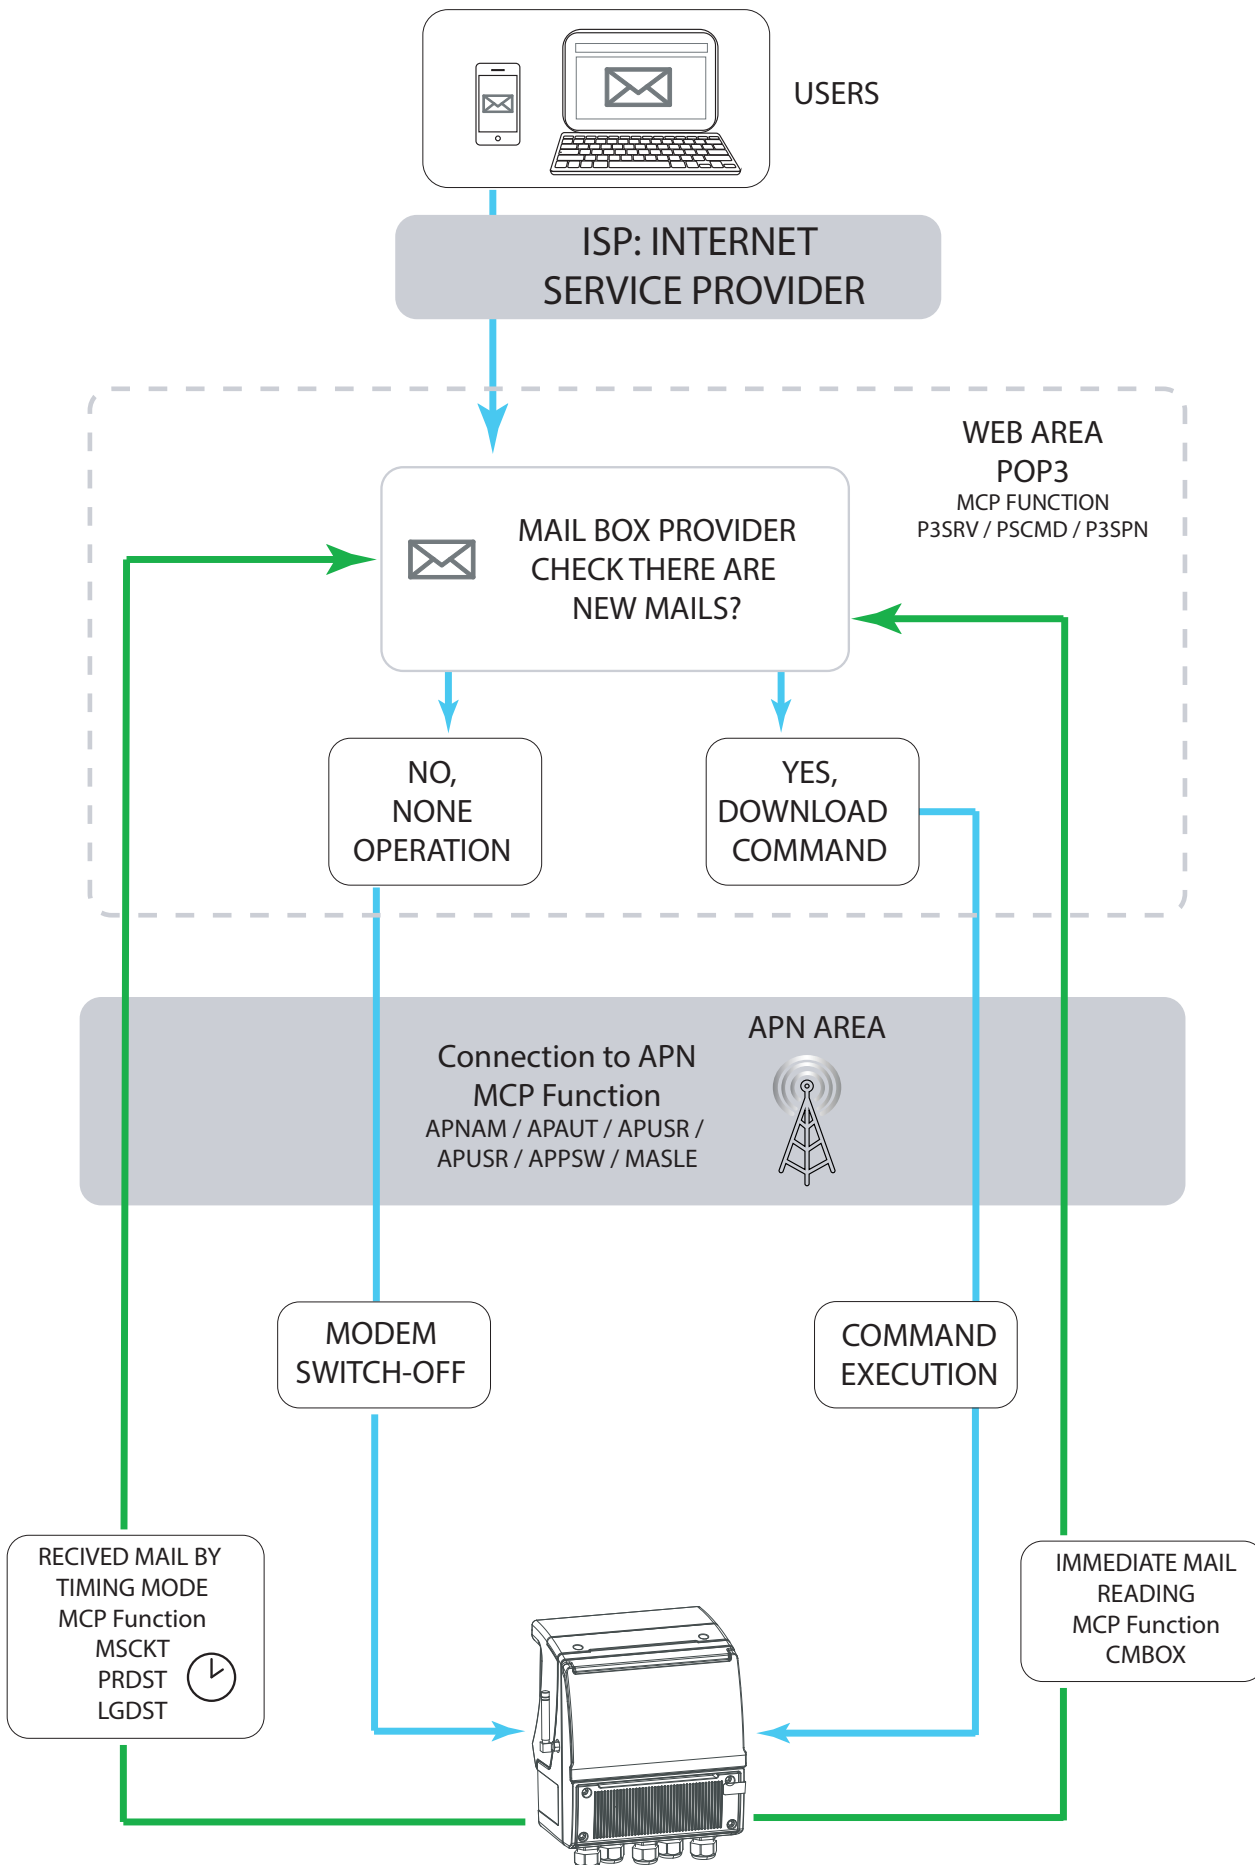 USERS
ISP: INTERNET
SERVICE PROVIDER
WEB AREA
POP3
MCP FUNCTION
P3SRV / PSCMD / P3SPN
MAIL BOX PROVIDER
CHECK THERE ARE
NEW MAILS?
NO,
NONE
OPERATION
YES,
DOWNLOAD
COMMAND
APN AREA
Connection to APN
MCP Function
APNAM / APAUT / APUSR /
APUSR / APPSW / MASLE
MODEM
SWITCH-OFF
COMMAND
EXECUTION
RECIVED MAIL BY
TIMING MODE
MCP Function
MSCKT
PRDST
LGDST
IMMEDIATE MAIL
READING
MCP Function
CMBOX